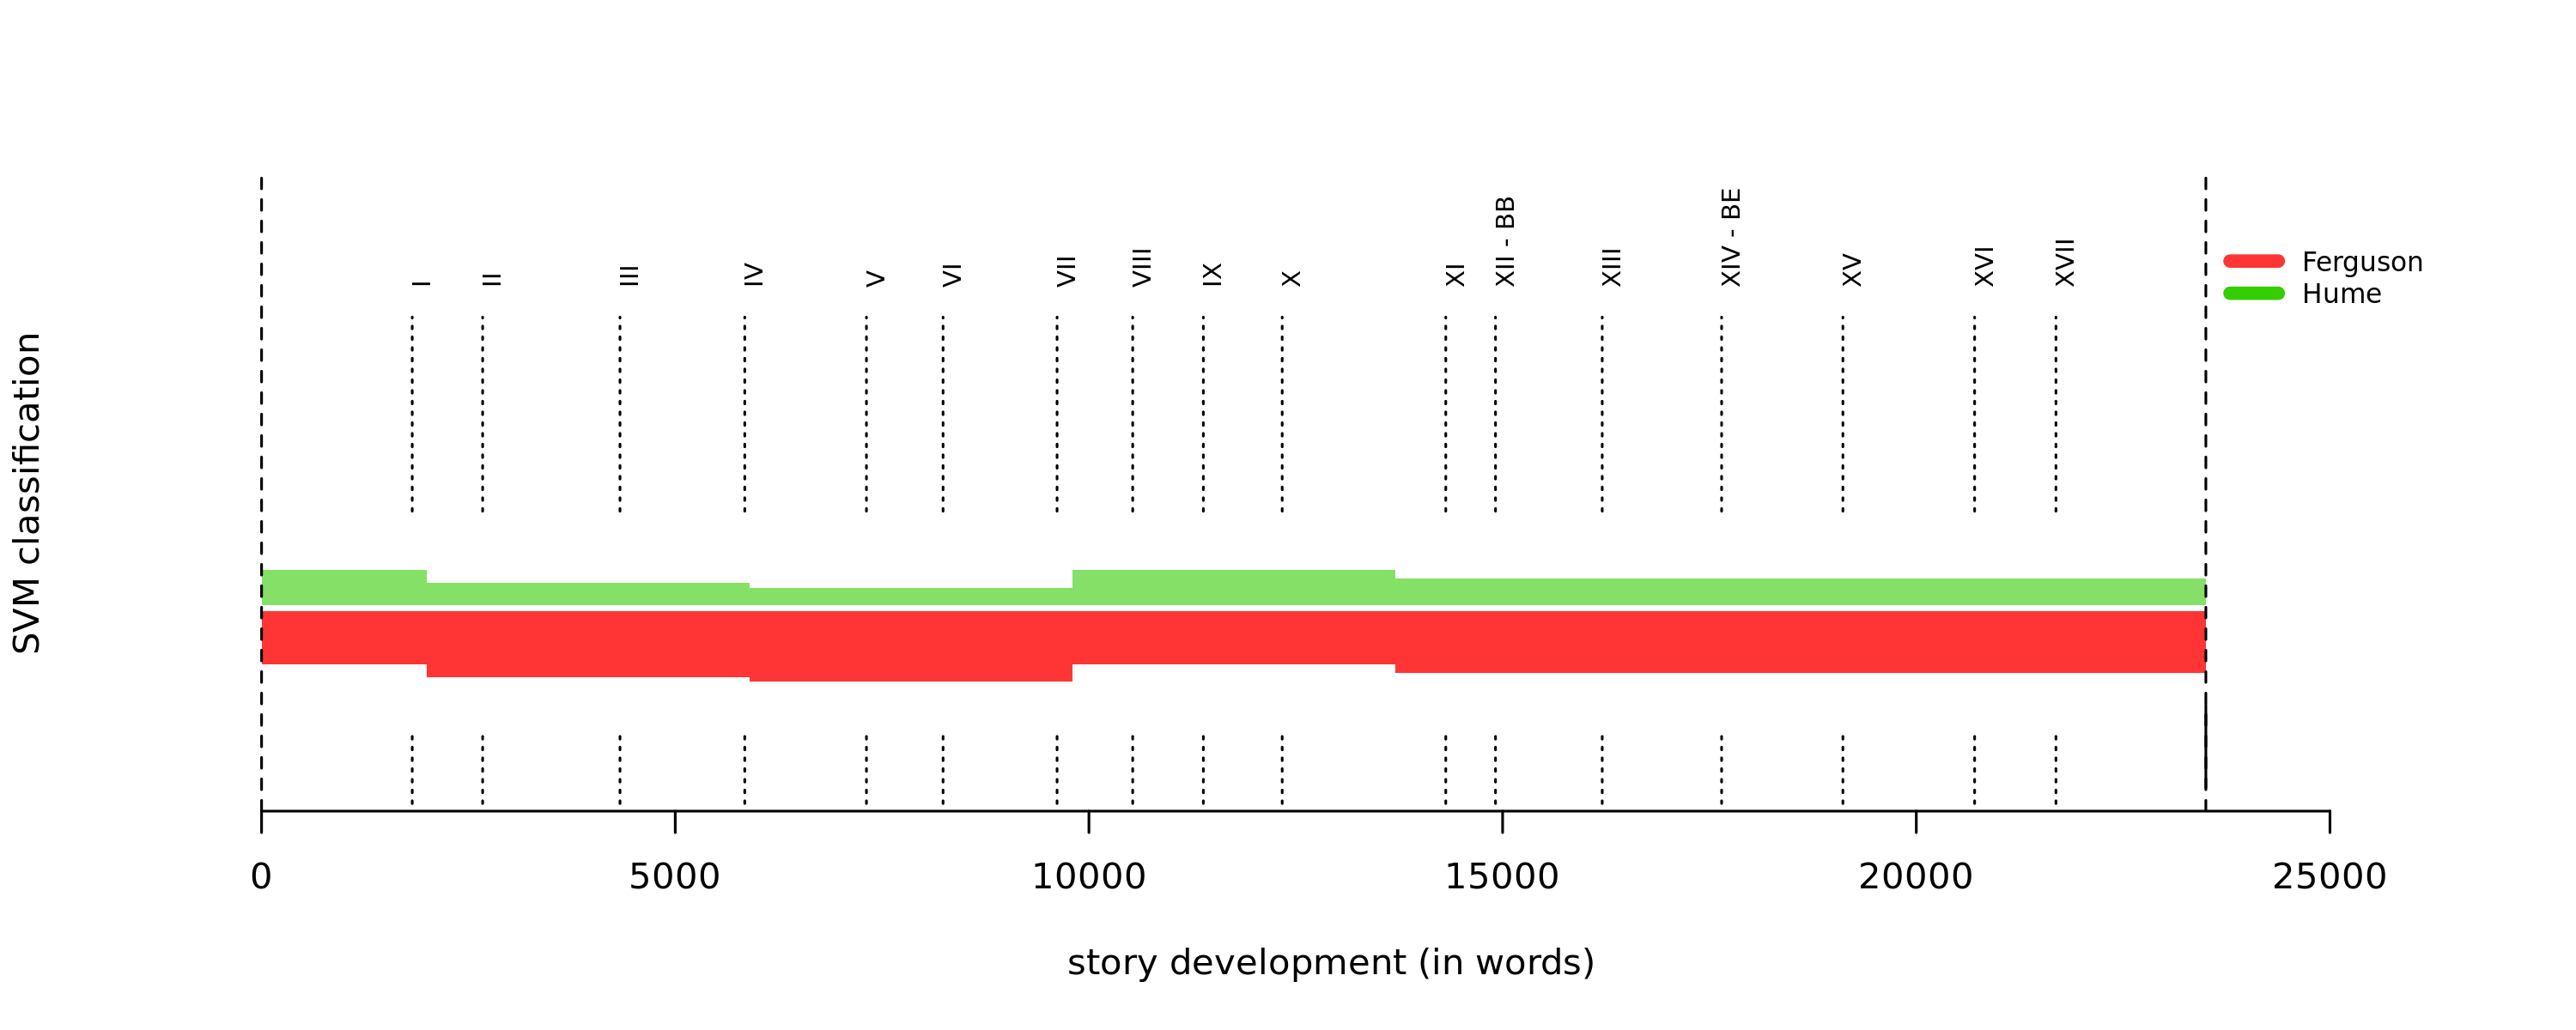 I
II
III
IV
V
VI
VII
VIII
IX
X
XI
XII - BB
XIII
XIV - BE
XV
XVI
XVII
Ferguson
Hume
SVM classification
0
5000
10000
15000
20000
25000
story development (in words)